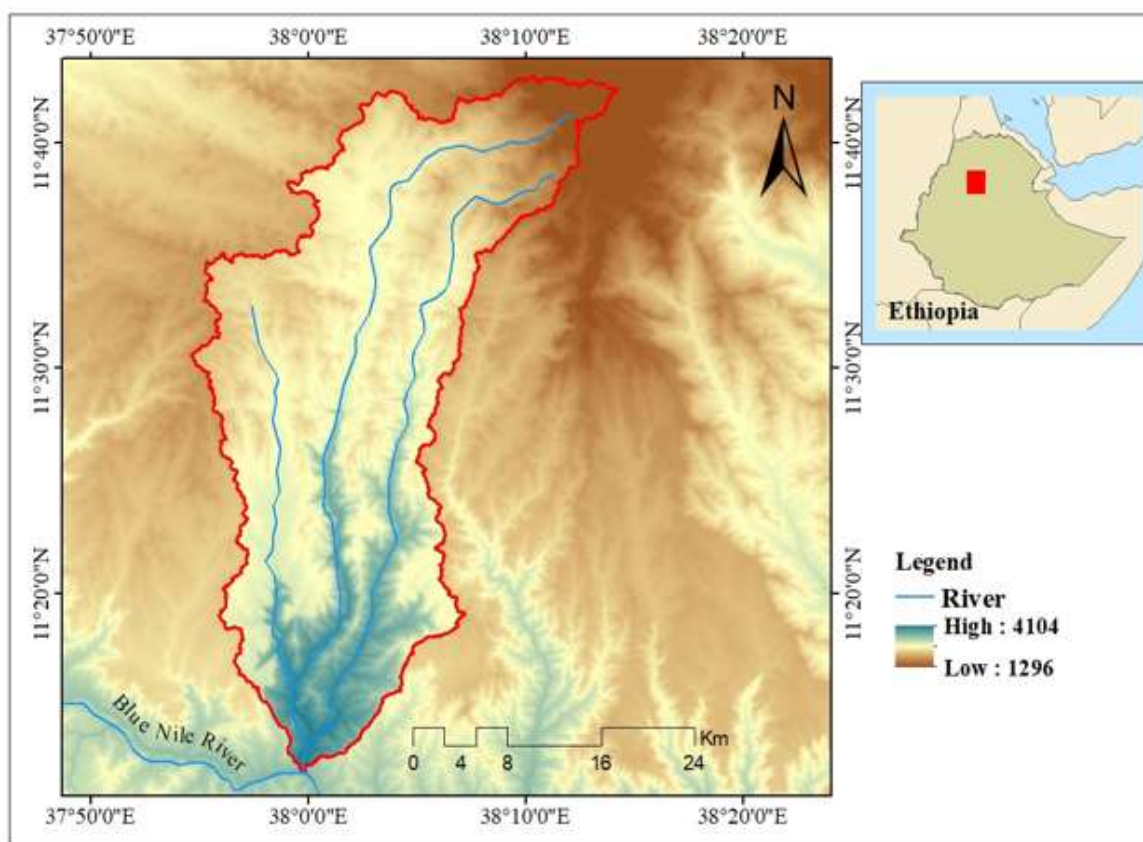 37°50'0"E 38°0'0"E 38°10'0"E 38°20'0"E
N
11°40'0"N 11°40'0"N
Ethiopia
11°30'0"N 11°30'0"N
11°20'0"N 11°20'0"N
Legend
River
High : 4104
Low : 1296
Blue Nile River
Km
0 4 8 16 24
37°50'0"E 38°0'0"E 38°10'0"E 38°20'0"E